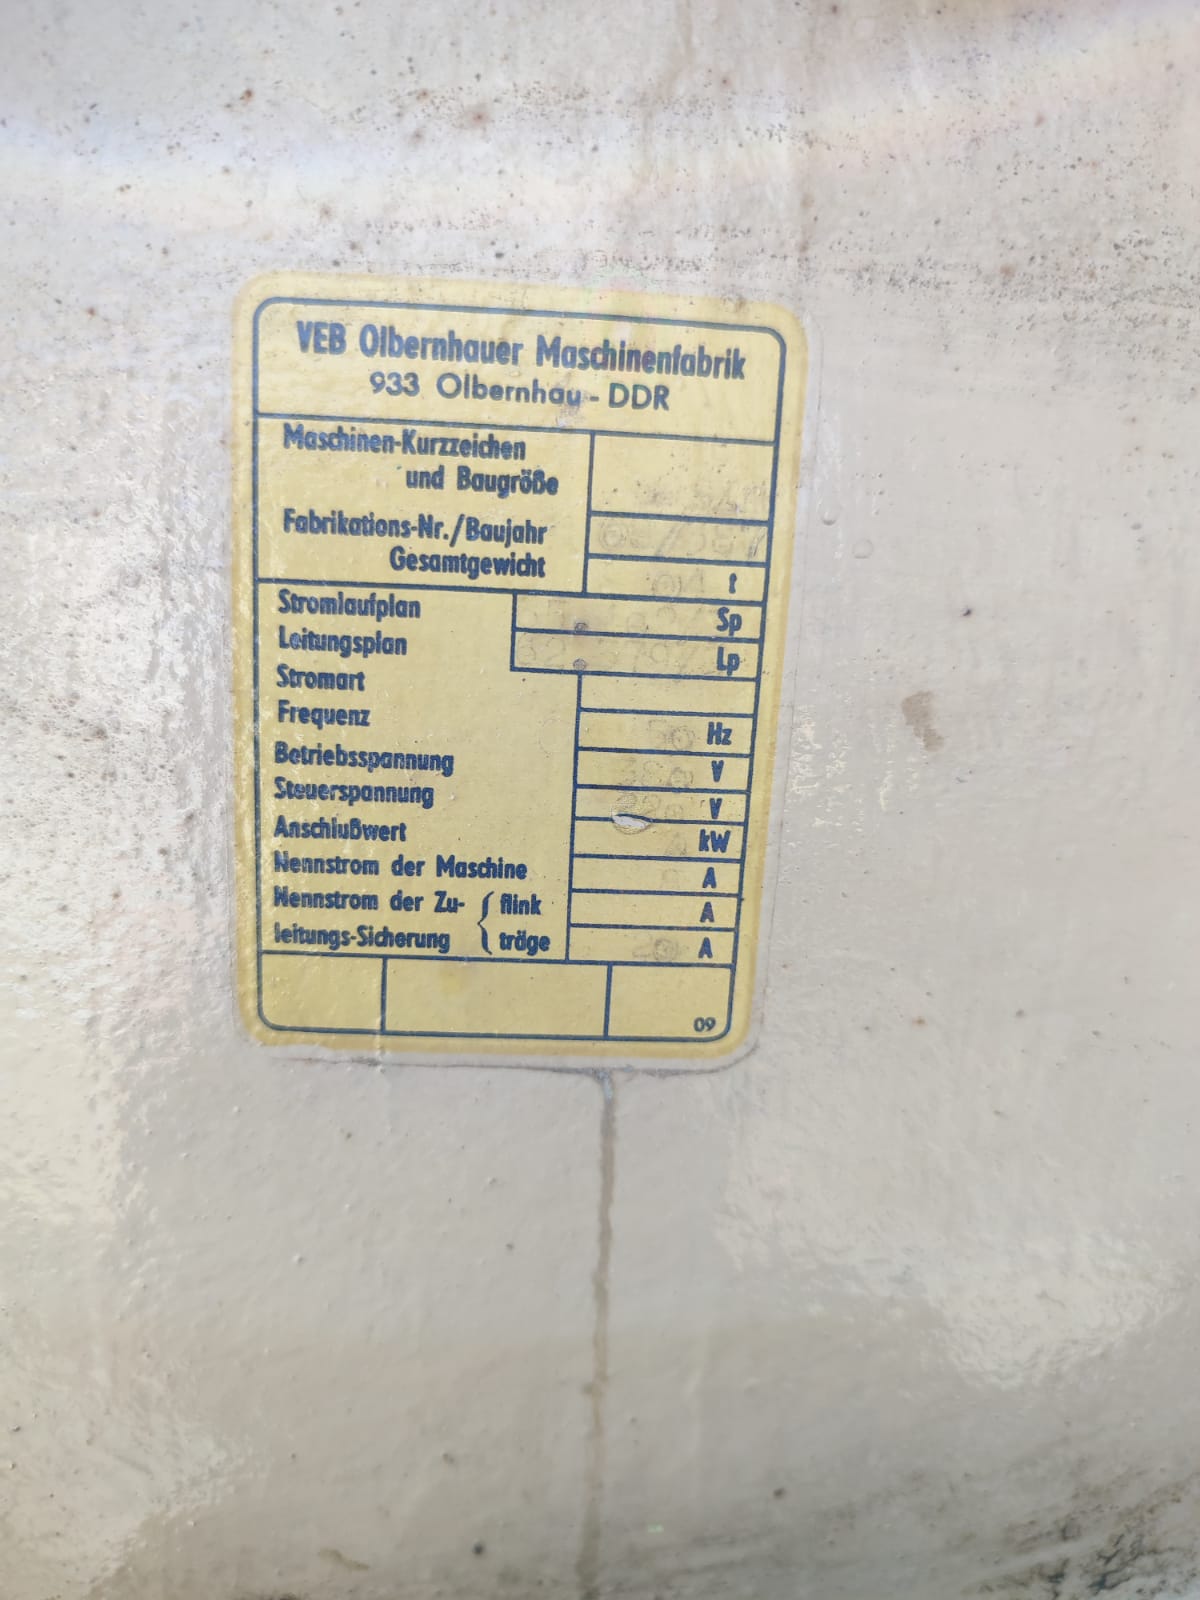 VEB Olbernhauer Maschinenfabrik
933 Olbernhau - DDR
Maschinen-Kurzzeichen
und Baugröße
Fabrikations-Nr./Baujahr
Gesamtgewicht t
Stromlaufplan Sp
Leitungsplan Lp
Stromart
Frequenz Hz
Betriebsspannung V
Steuerspannung V
Anschlußwert kW
Nennstrom der Maschine A
Nennstrom der Zu- { flink A
leitungs-Sicherung träge A
09